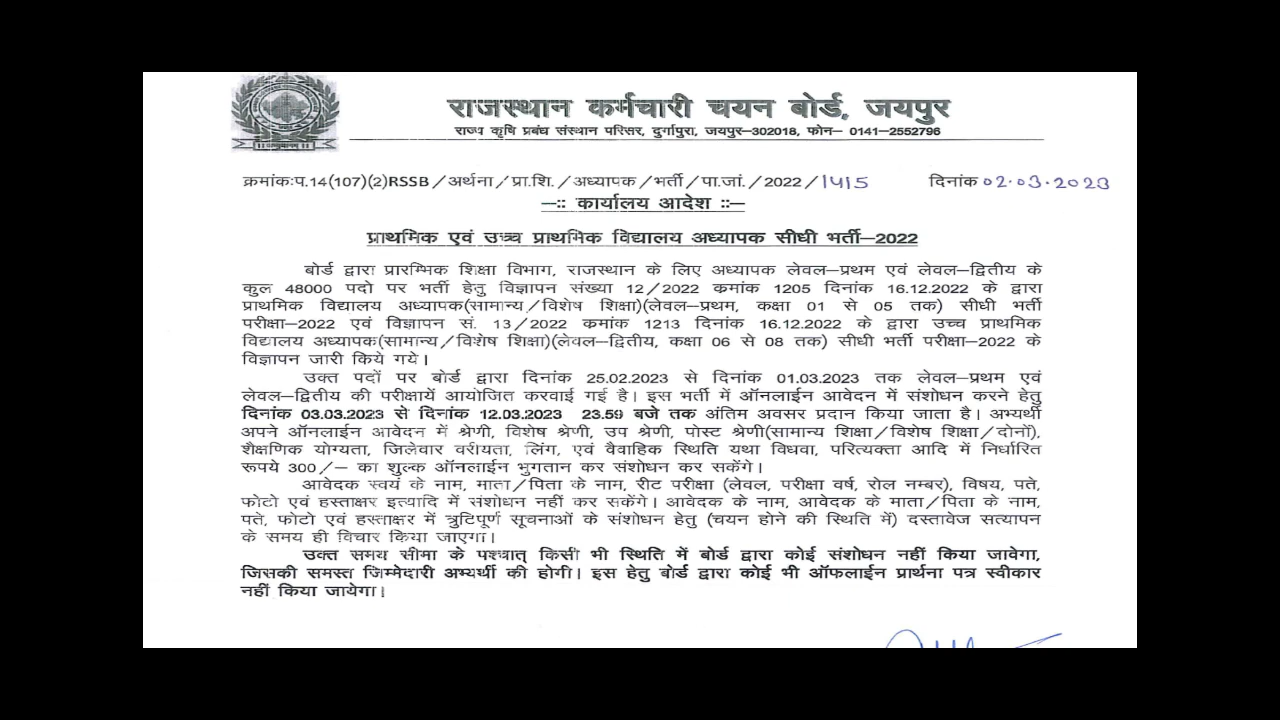 राजस्थान कर्मचारी चयन बोर्ड, जयपुर
राज्य कृषि प्रबंध संस्थान परिसर, दुर्गापुरा, जयपुर–302018, फोन– 0141–2552796
क्रमांकःप.14(107)(2)RSSB/अर्थना/प्रा.शि./अध्यापक/भर्ती/पा.जां./2022/1415 दिनांक 02.03.2023
–:: कार्यालय आदेश ::–
प्राथमिक एवं उच्च प्राथमिक विद्यालय अध्यापक सीधी भर्ती–2022
बोर्ड द्वारा प्रारम्भिक शिक्षा विभाग, राजस्थान के लिए अध्यापक लेवल–प्रथम एवं लेवल–द्वितीय के
कुल 48000 पदो पर भर्ती हेतु विज्ञापन संख्या 12/2022 कमांक 1205 दिनांक 16.12.2022 के द्वारा
प्राथमिक विद्यालय अध्यापक(सामान्य/विशेष शिक्षा)(लेवल–प्रथम, कक्षा 01 से 05 तक) सीधी भर्ती
परीक्षा–2022 एवं विज्ञापन सं. 13/2022 कमांक 1213 दिनांक 16.12.2022 के द्वारा उच्च प्राथमिक
विद्यालय अध्यापक(सामान्य/विशेष शिक्षा)(लेवल–द्वितीय, कक्षा 06 से 08 तक) सीधी भर्ती परीक्षा–2022 के
विज्ञापन जारी किये गये।
उक्त पदों पर बोर्ड द्वारा दिनांक 25.02.2023 से दिनांक 01.03.2023 तक लेवल–प्रथम एवं
लेवल–द्वितीय की परीक्षायें आयोजित करवाई गई है। इस भर्ती में ऑनलाईन आवेदन में संशोधन करने हेतु
दिनांक 03.03.2023 से दिनांक 12.03.2023 23.59 बजे तक अंतिम अवसर प्रदान किया जाता है। अभ्यर्थी
अपने ऑनलाईन आवेदन में श्रेणी, विशेष श्रेणी, उप श्रेणी, पोस्ट श्रेणी(सामान्य शिक्षा/विशेष शिक्षा/दोनों),
शैक्षणिक योग्यता, जिलेवार वरीयता, लिंग, एवं वैवाहिक स्थिति यथा विधवा, परित्यक्ता आदि में निर्धारित
रूपये 300/– का शुल्क ऑनलाईन भुगतान कर संशोधन कर सकेंगे।
आवेदक स्वयं के नाम, माता/पिता के नाम, रीट परीक्षा (लेवल, परीक्षा वर्ष, रोल नम्बर), विषय, पते,
फोटो एवं हस्ताक्षर इत्यादि में संशोधन नहीं कर सकेंगे। आवेदक के नाम, आवेदक के माता/पिता के नाम,
पते, फोटो एवं हस्ताक्षर में त्रुटिपूर्ण सूचनाओं के संशोधन हेतु (चयन होने की स्थिति में) दस्तावेज सत्यापन
के समय ही विचार किया जाएगा।
उक्त समय सीमा के पश्चात् किसी भी स्थिति में बोर्ड द्वारा कोई संशोधन नहीं किया जावेगा,
जिसकी समस्त जिम्मेदारी अभ्यर्थी की होगी। इस हेतु बोर्ड द्वारा कोई भी ऑफलाईन प्रार्थना पत्र स्वीकार
नहीं किया जायेगा।